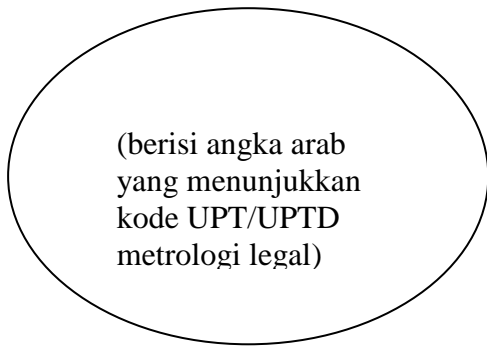 (berisi angka arab
yang menunjukkan
kode UPT/UPTD
metrologi legal)